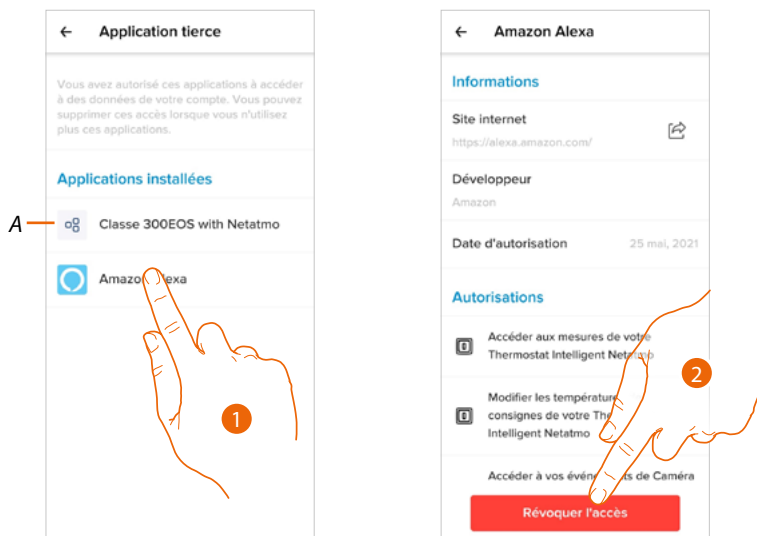 Application tierce
Vous avez autorisé ces applications à accéder
à des données de votre compte. Vous pouvez
supprimer ces accès lorsque vous n'utilisez
plus ces applications.
Applications installées
A
Classe 300EOS with Netatmo
Amazon Alexa
1
Amazon Alexa
Informations
Site internet
https://alexa.amazon.com/
Développeur
Amazon
Date d'autorisation 25 mai, 2021
Autorisations
Accéder aux mesures de votre
Thermostat Intelligent Netatmo
2
Modifier les température
consignes de votre The
Intelligent Netatmo
Accéder à vos événements de Caméra
Révoquer l'accès